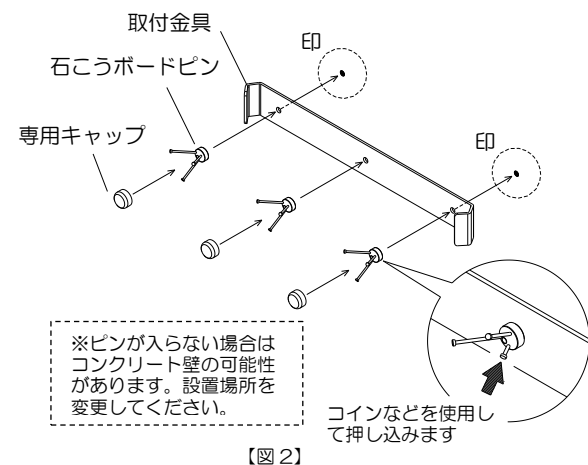 取付金具
印
石こうボードピン
専用キャップ
印
※ピンが入らない場合は
コンクリート壁の可能性
があります。設置場所を
変更してください。
コインなどを使用し
て押し込みます
【図2】